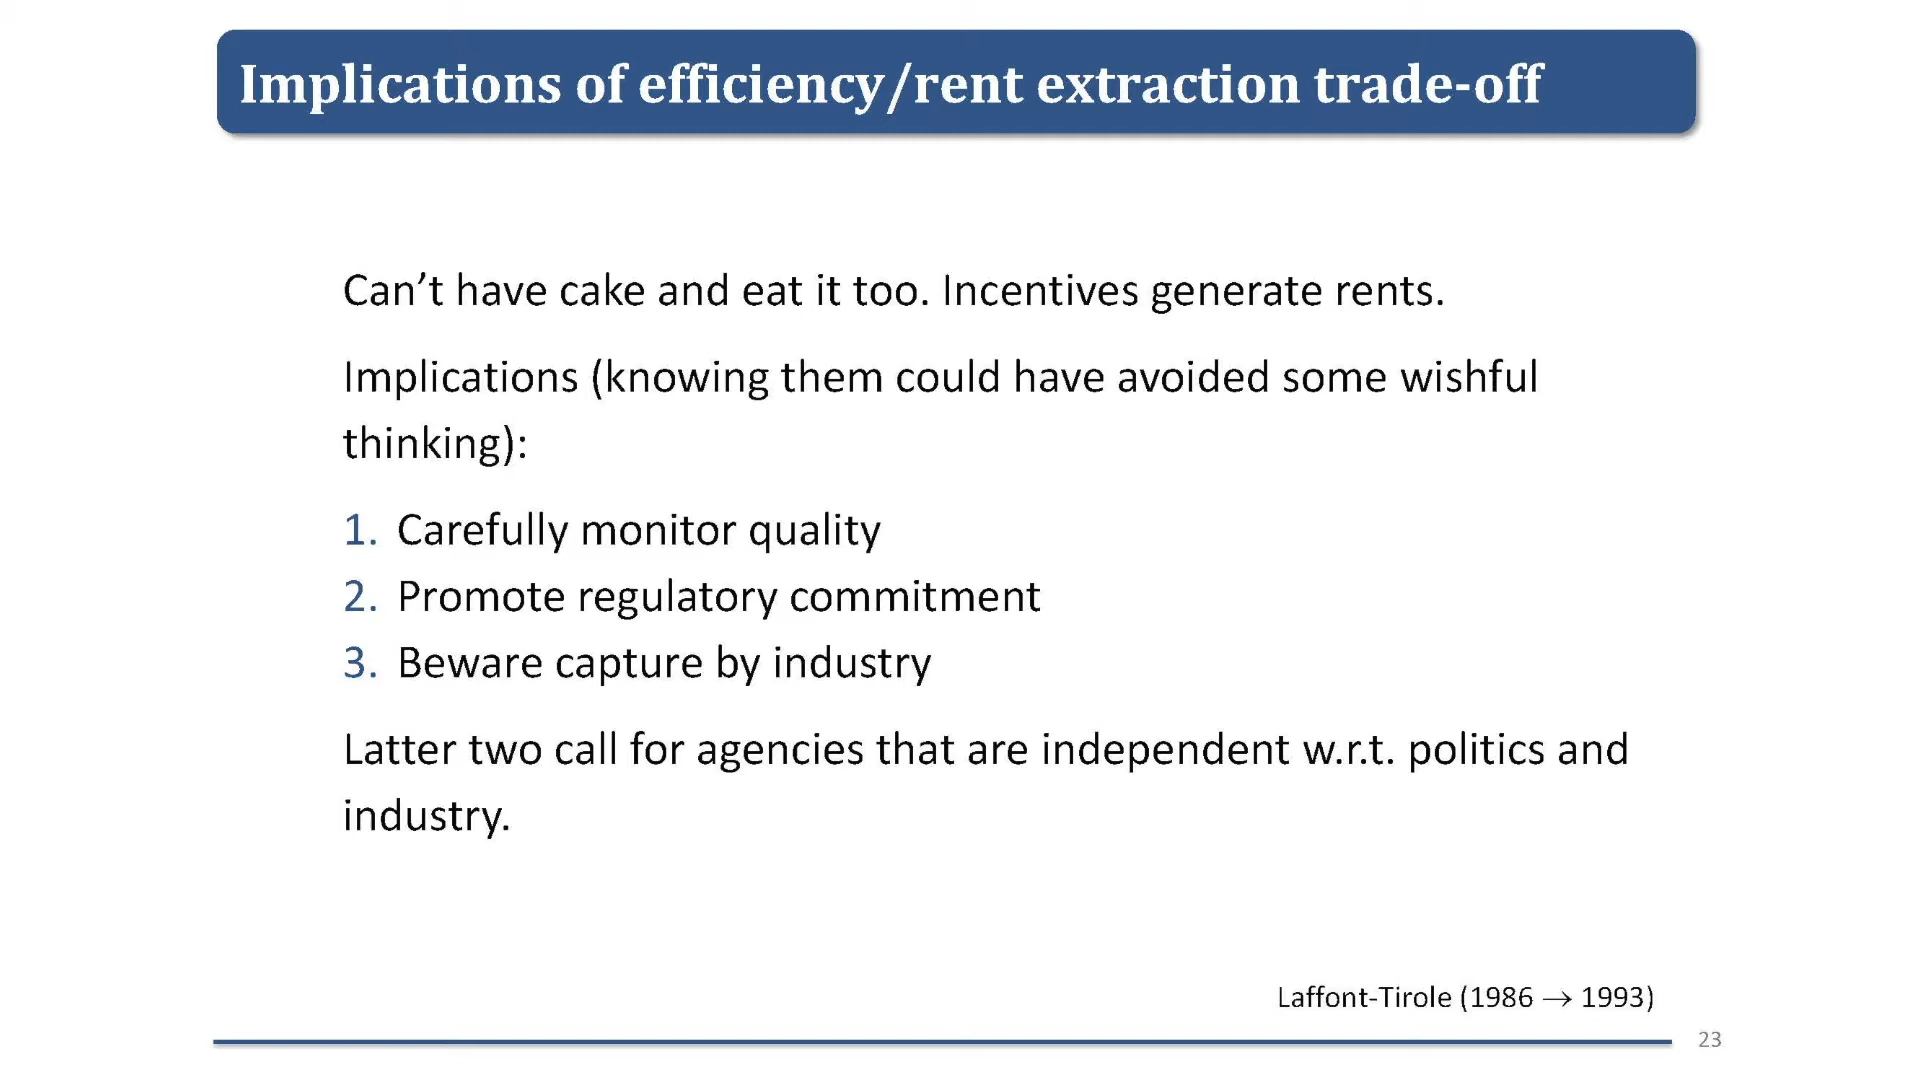 Implications of efficiency/rent extraction trade-off
Can’t have cake and eat it too. Incentives generate rents.
Implications (knowing them could have avoided some wishful
thinking):
1. Carefully monitor quality
2. Promote regulatory commitment
3. Beware capture by industry
Latter two call for agencies that are independent w.r.t. politics and
industry.
Laffont-Tirole (1986 → 1993)
23